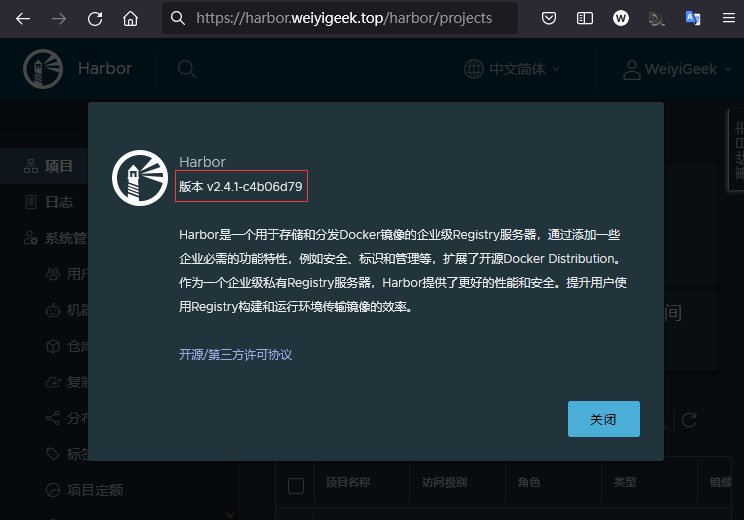 https://harbor.weiyigeek.top/harbor/projects
Harbor
中文简体
WeiyiGeek
项目
日志
系统管
用户
机器
仓库
复制
分布
标签
项目定额
Harbor
版本 v2.4.1-c4b06d79
Harbor是一个用于存储和分发Docker镜像的企业级Registry服务器，通过添加一些
企业必需的功能特性，例如安全、标识和管理等，扩展了开源Docker Distribution。
作为一个企业级私有Registry服务器，Harbor提供了更好的性能和安全。提升用户使
用Registry构建和运行环境传输镜像的效率。
开源/第三方许可协议
关闭
间
项目名称
访问级别
角色
类型
镜像